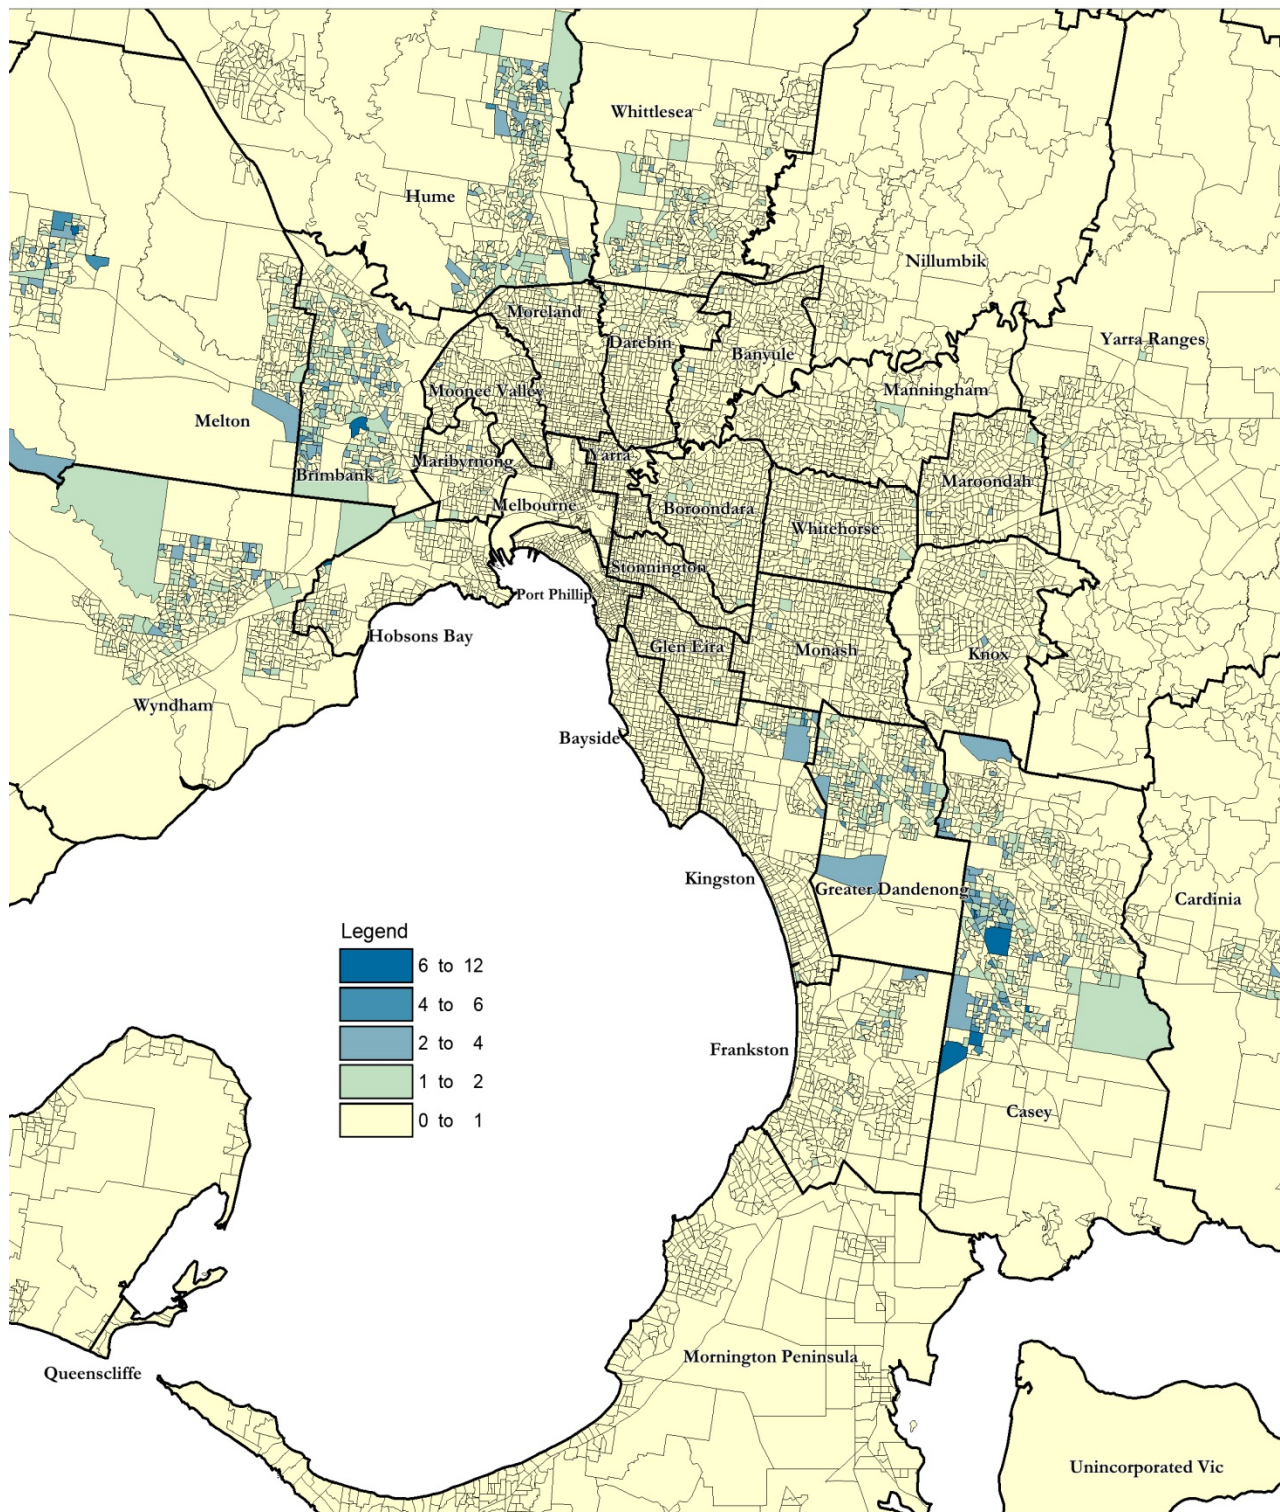 Whittlesea
Hume
Nillumbik
Moreland
Darebin
Banyule
Yarra Ranges
Manningham
Moonee Valley
Melton
Maribyrnong
Yarra
Brimbank
Maroondah
Melbourne
Boroondara
Whitehorse
Stonnington
Port Phillip
Hobsons Bay
Glen Eira
Monash
Knox
Wyndham
Bayside
Kingston
Greater Dandenong
Cardinia
Legend
6 to 12
4 to 6
2 to 4
1 to 2
0 to 1
Frankston
Casey
Mornington Peninsula
Queenscliffe
Unincorporated Vic